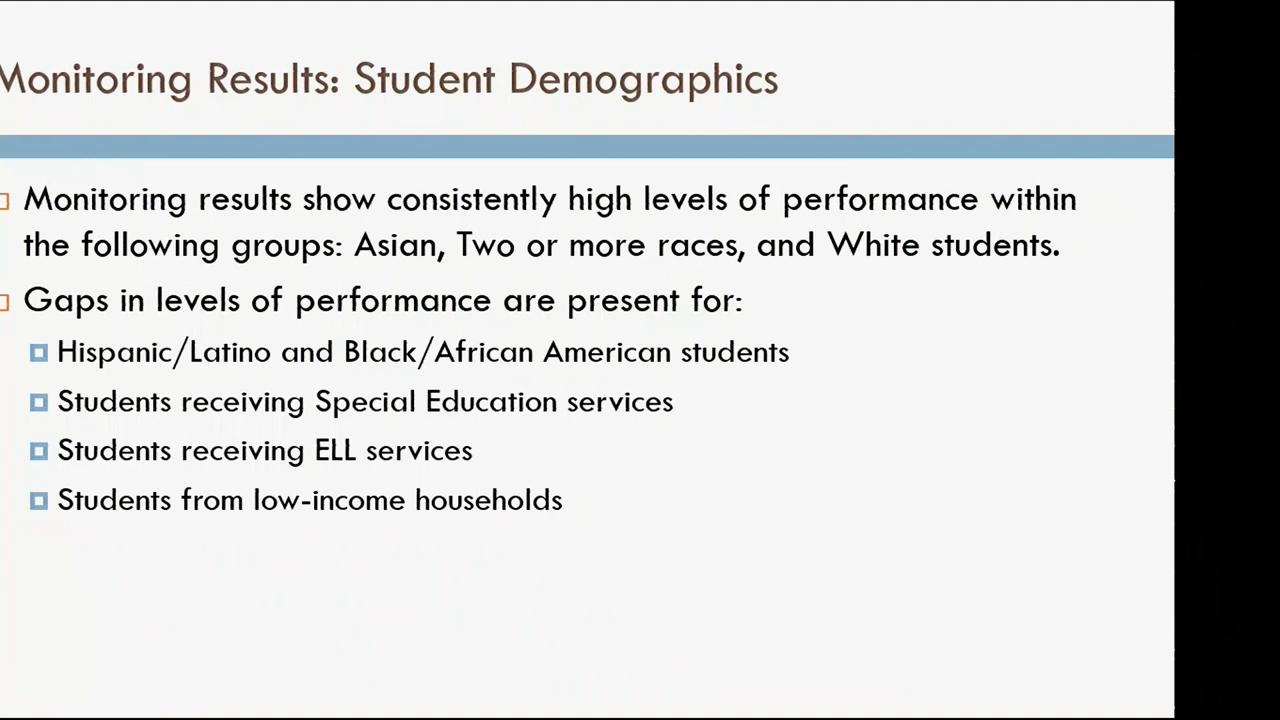 Monitoring Results: Student Demographics
Monitoring results show consistently high levels of performance within
the following groups: Asian, Two or more races, and White students.
Gaps in levels of performance are present for:
Hispanic/Latino and Black/African American students
Students receiving Special Education services
Students receiving ELL services
Students from low-income households